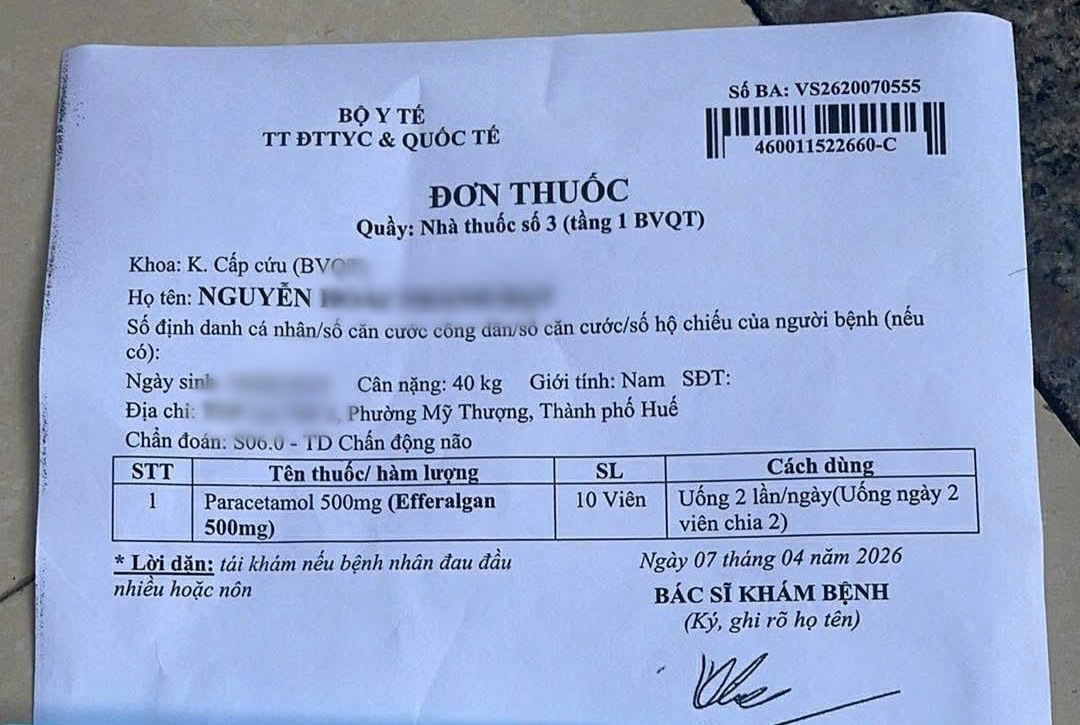 Số BA: VS2620070555
460011522660-C
BỘ Y TẾ
TT ĐTTYC & QUỐC TẾ
ĐƠN THUỐC
Quầy: Nhà thuốc số 3 (tầng 1 BVQT)
Khoa: K. Cấp cứu (BVQT
Họ tên: NGUYỄN
Số định danh cá nhân/số căn cước công dân/số căn cước/số hộ chiếu của người bệnh (nếu
có):
Ngày sinh Cân nặng: 40 kg Giới tính: Nam SĐT:
Địa chỉ: , Phường Mỹ Thượng, Thành phố Huế
Chẩn đoán: S06.0 - TD Chấn động não
STT Tên thuốc/ hàm lượng SL Cách dùng
1 Paracetamol 500mg (Efferalgan 10 Viên Uống 2 lần/ngày(Uống ngày 2
500mg) viên chia 2)
* Lời dặn: tái khám nếu bệnh nhân đau đầu
nhiều hoặc nôn
Ngày 07 tháng 04 năm 2026
BÁC SĨ KHÁM BỆNH
(Ký, ghi rõ họ tên)